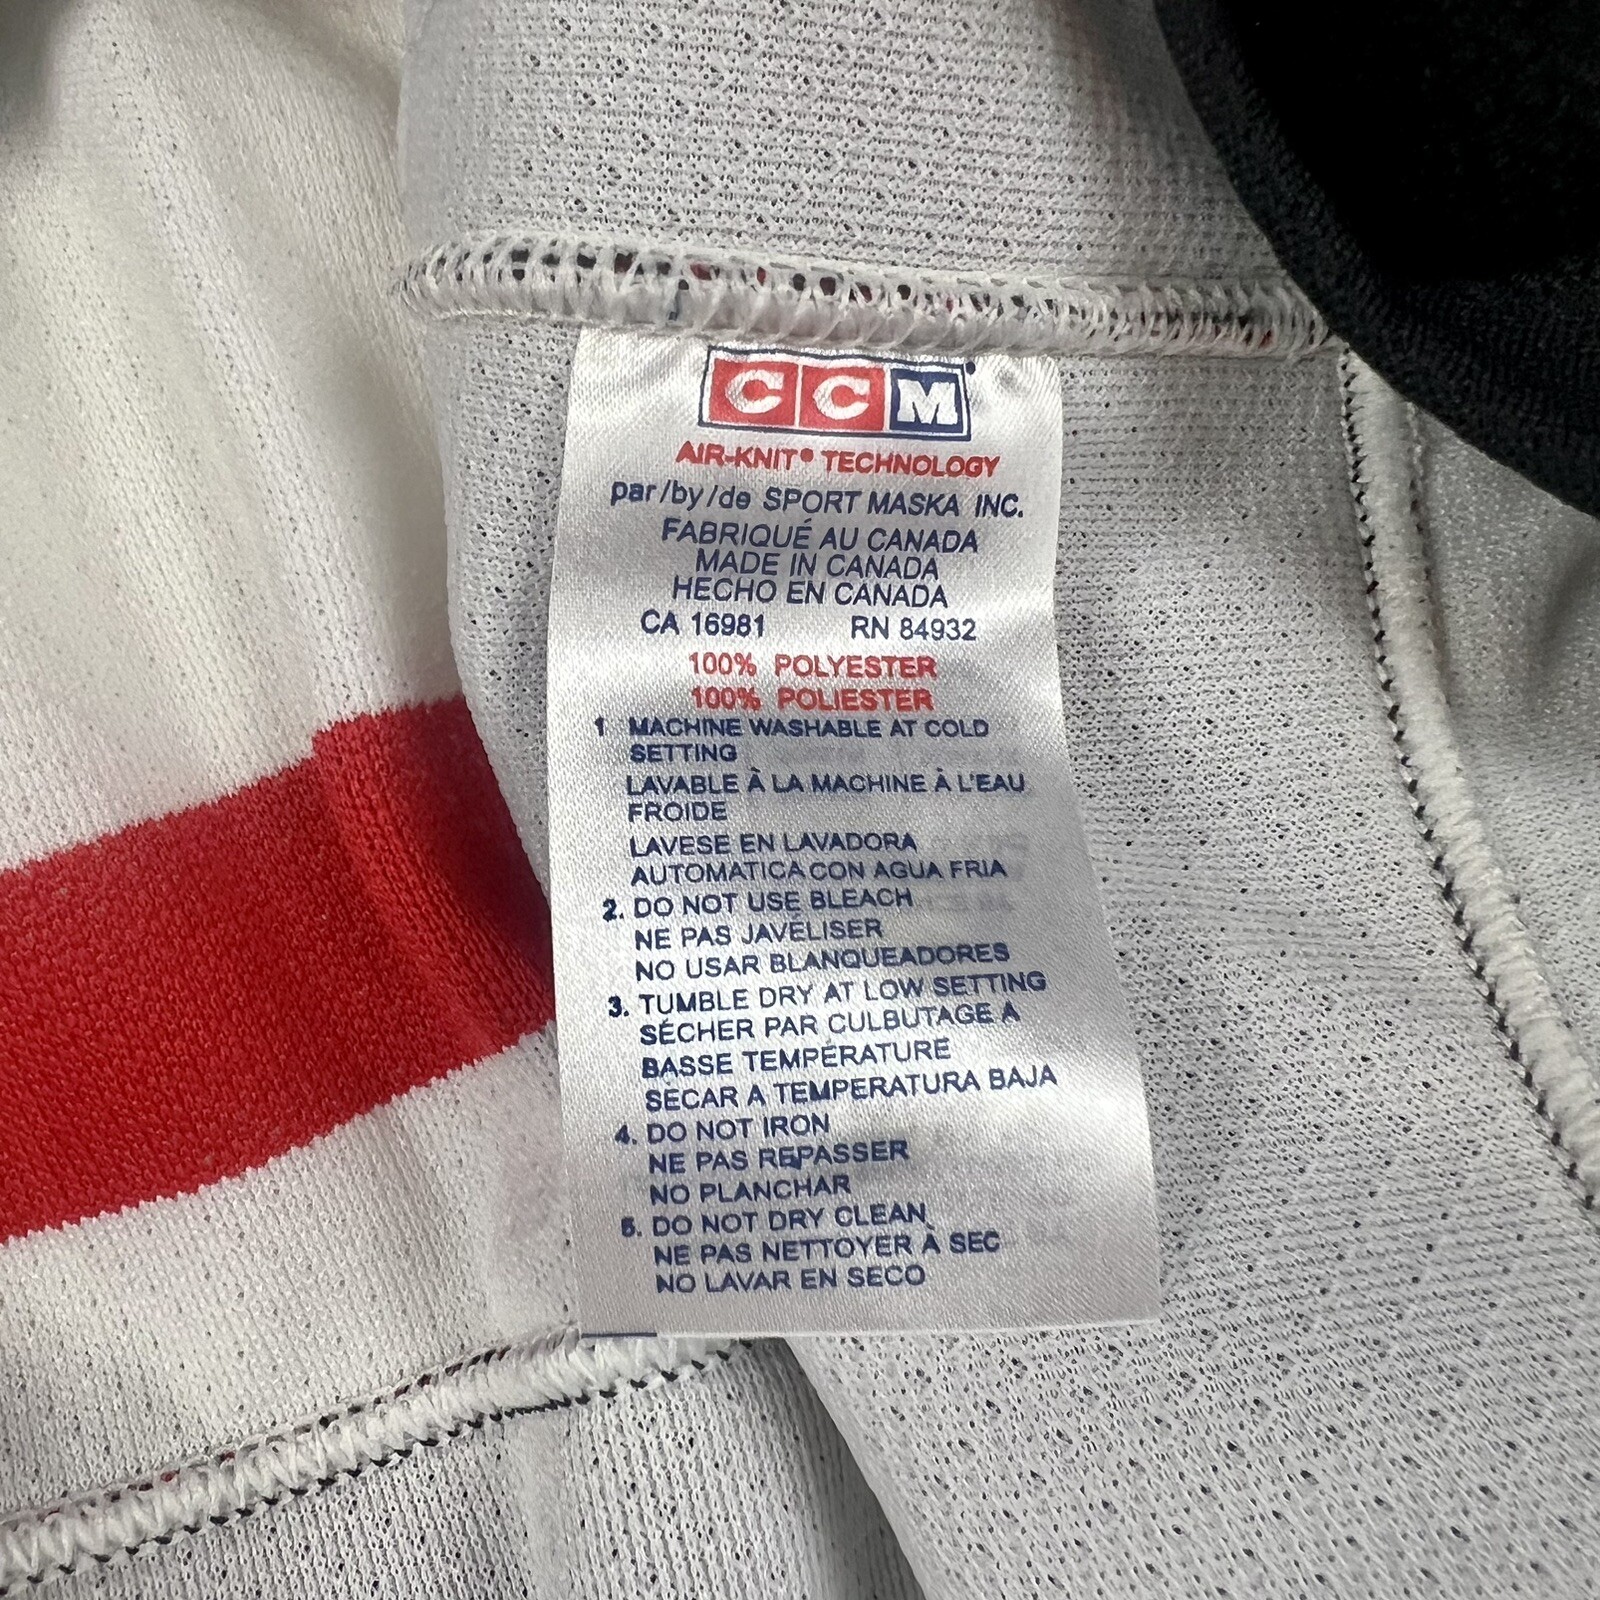 CCM
AIR-KNIT® TECHNOLOGY
par/by/de SPORT MASKA INC.
FABRIQUÉ AU CANADA
MADE IN CANADA
HECHO EN CANADA
CA 16981 RN 84932
100% POLYESTER
100% POLIESTER
1 MACHINE WASHABLE AT COLD
SETTING
LAVABLE À LA MACHINE À L'EAU
FROIDE
LAVESE EN LAVADORA
AUTOMATICA CON AGUA FRIA
2. DO NOT USE BLEACH
NE PAS JAVÉLISER
NO USAR BLANQUEADORES
3. TUMBLE DRY AT LOW SETTING
SÉCHER PAR CULBUTAGE A
BASSE TEMPÉRATURE
SECAR A TEMPERATURA BAJA
4. DO NOT IRON
NE PAS REPASSER
NO PLANCHAR
5. DO NOT DRY CLEAN
NE PAS NETTOYER À SEC
NO LAVAR EN SECO